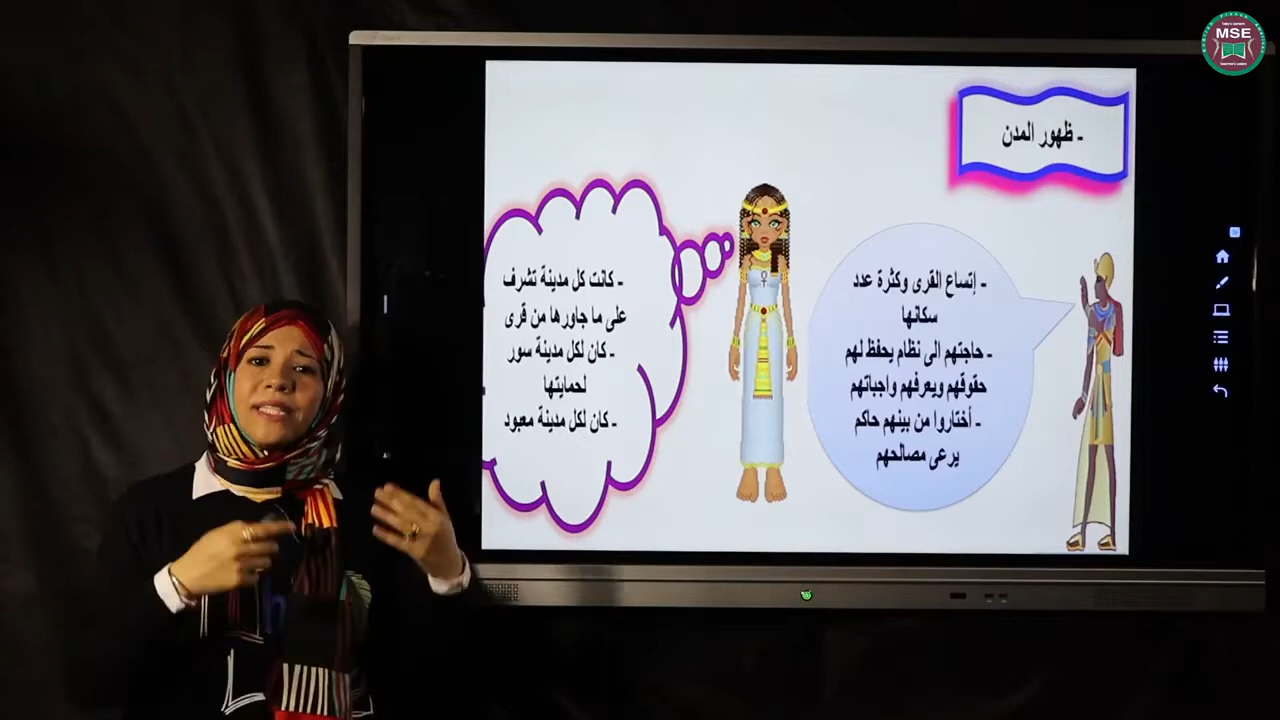 MSE
- ظهور المدن
- إتساع القرى وكثرة عدد
سكانها
- حاجتهم الى نظام يحفظ لهم
حقوقهم ويعرفهم واجباتهم
- أختاروا من بينهم حاكم
يرعى مصالحهم
- كانت كل مدينة تشرف
على ما جاورها من قرى
- كان لكل مدينة سور
لحمايتها
- كان لكل مدينة معبود